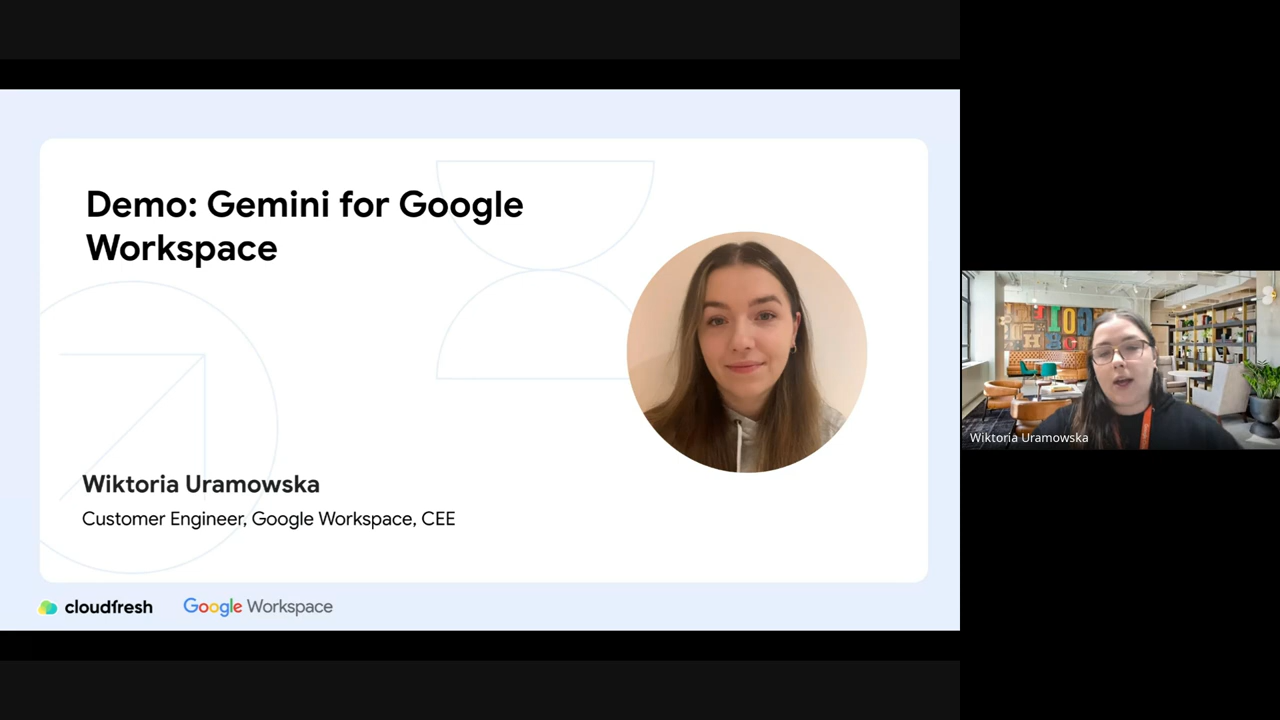 Demo: Gemini for Google
Workspace
Wiktoria Uramowska
Customer Engineer, Google Workspace, CEE
cloudfresh
Google Workspace
Wiktoria Uramowska